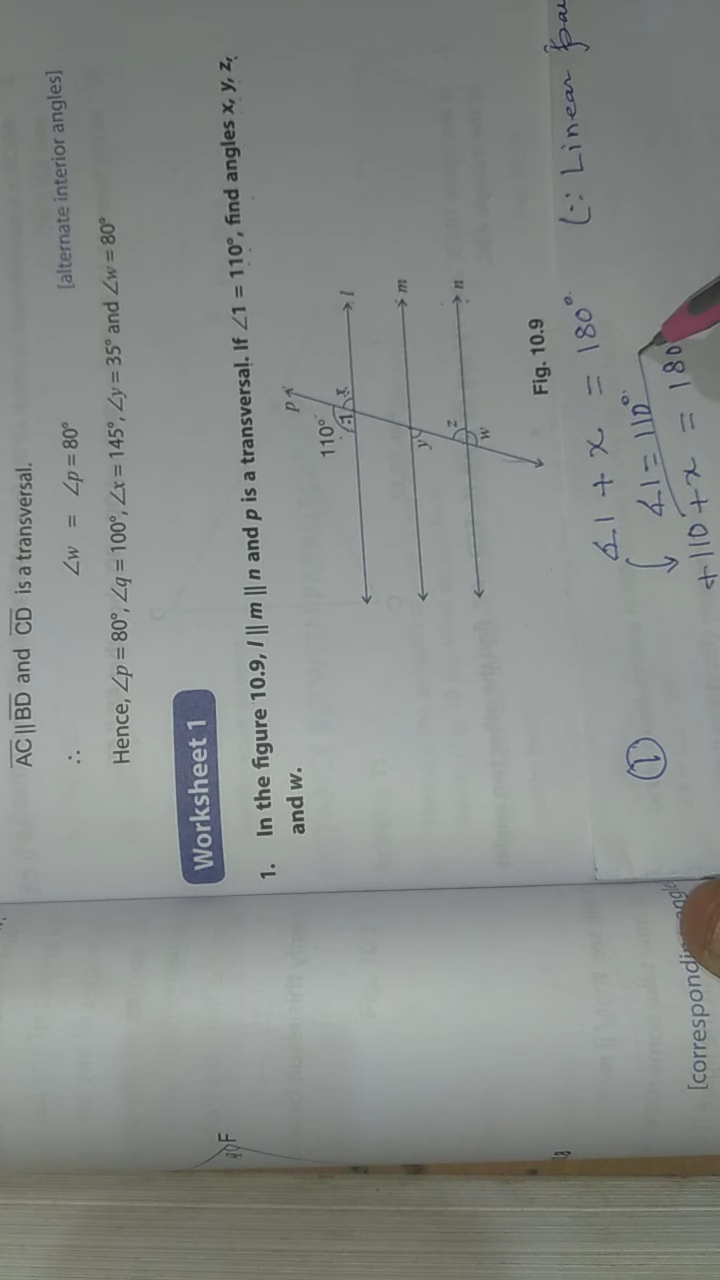 AC || BD and CD is a transversal.
∴ ∠w = ∠p = 80° [alternate interior angles]
Hence, ∠p = 80°, ∠q = 100°, ∠x = 145°, ∠y = 35° and ∠w = 80°
Worksheet 1
1. In the figure 10.9, l || m || n and p is a transversal. If ∠1 = 110°, find angles x, y, z,
and w.
p
110°
1 x
l
m
y
z
n
w
Fig. 10.9
① ∠1 + x = 180° (∵ Linear
∠1 = 110°
+110 + x = 180
[corresponding